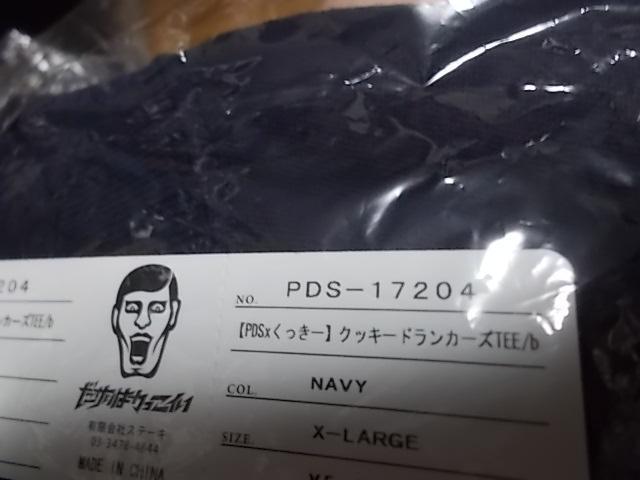 204
カーズTEE/b
NO. PDS-17204
【PDSxくっきー】クッキードランカーズTEE/b
COL. NAVY
SIZE. X-LARGE
有限会社ステーキ
MADE IN CHINA